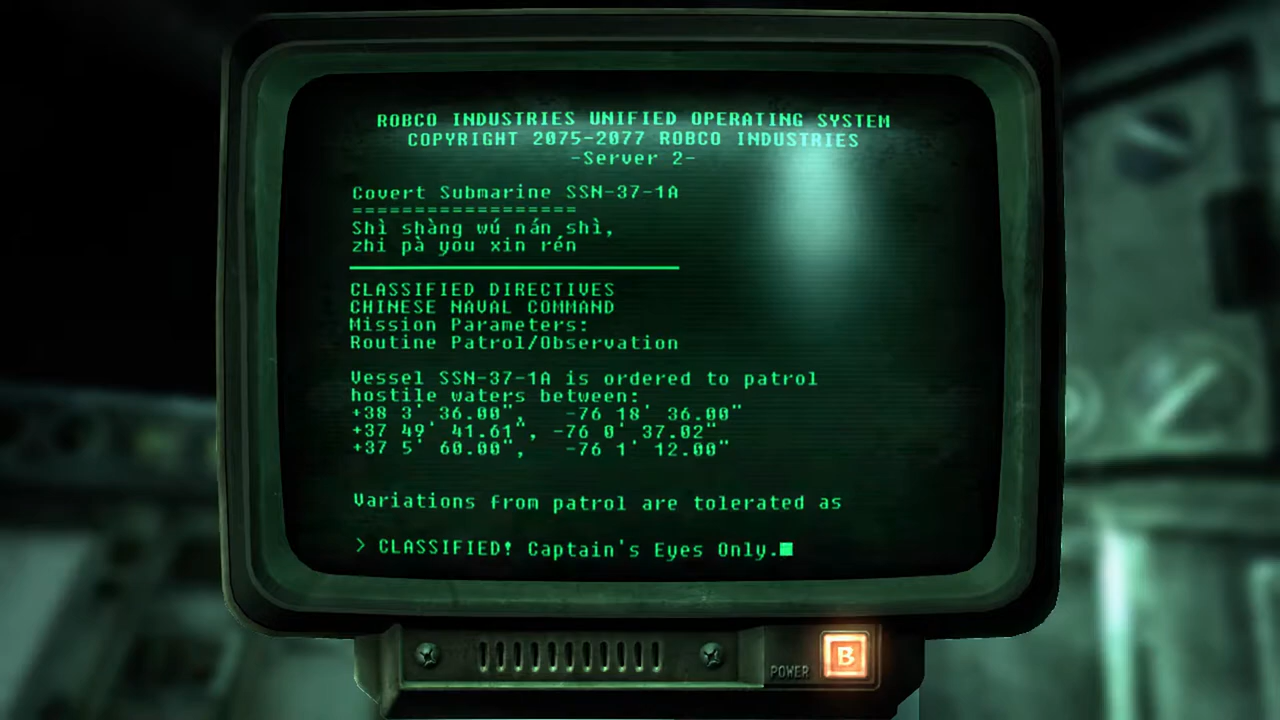 ROBCO INDUSTRIES UNIFIED OPERATING SYSTEM
COPYRIGHT 2075-2077 ROBCO INDUSTRIES
-Server 2-
Covert Submarine SSN-37-1A
==================
Shì shàng wú nán shì,
zhi pà you xin rén
CLASSIFIED DIRECTIVES
CHINESE NAVAL COMMAND
Mission Parameters:
Routine Patrol/Observation
Vessel SSN-37-1A is ordered to patrol
hostile waters between:
+38 3' 36.00", -76 18' 36.00"
+37 49' 41.61", -76 0' 37.02"
+37 5' 60.00", -76 1' 12.00"
Variations from patrol are tolerated as
> CLASSIFIED! Captain's Eyes Only.
POWER B